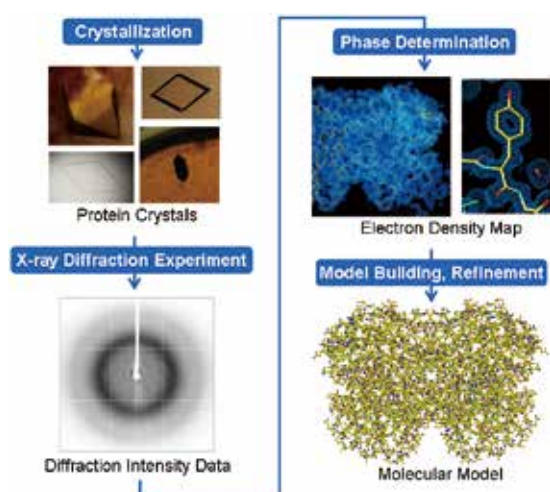 Crystallization
Protein Crystals
X-ray Diffraction Experiment
Diffraction Intensity Data
Phase Determination
Electron Density Map
Model Building, Refinement
Molecular Model